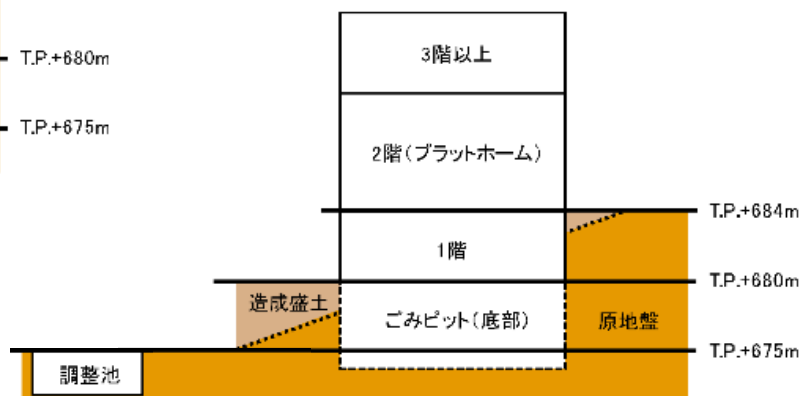 T.P.+680m
T.P.+675m
3階以上
2階(プラットホーム)
T.P.+684m
1階
T.P.+680m
造成盛土
ごみピット(底部)
原地盤
T.P.+675m
調整池